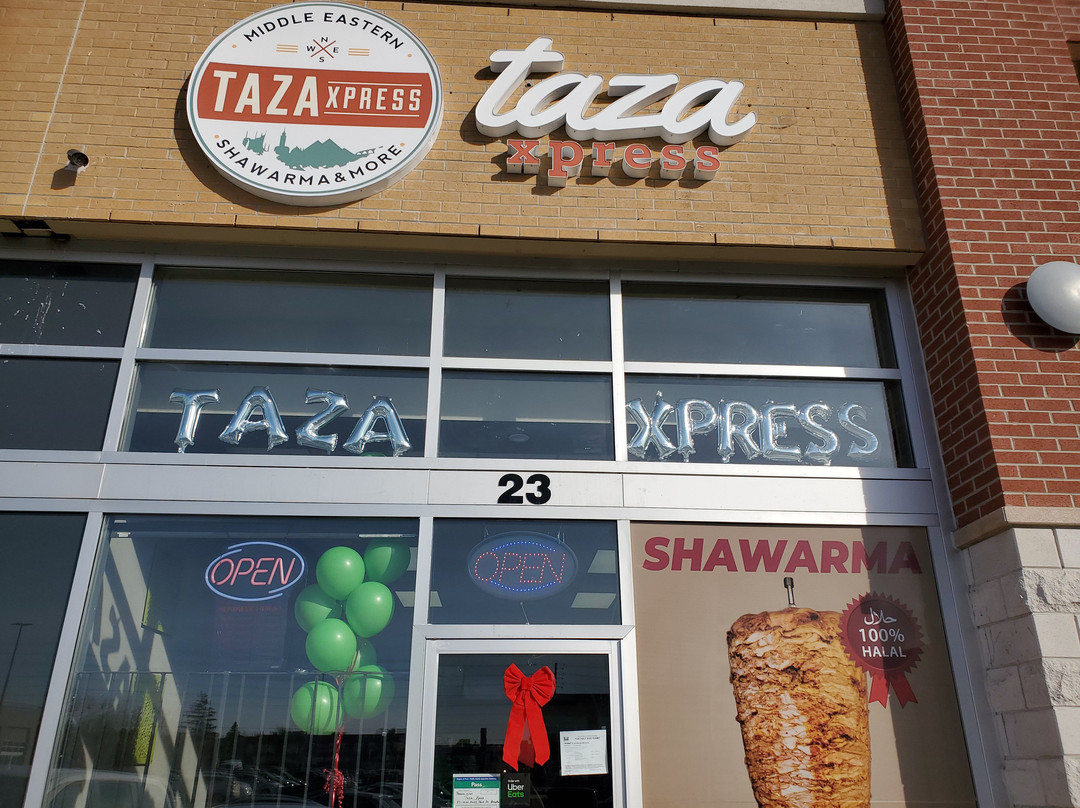 MIDDLE EASTERN
N
W E
S
TAZA XPRESS
SHAWARMA & MORE
taza
xpress
TAZA XPRESS
23
OPEN
OPEN
SHAWARMA
حلال
100%
HALAL
Pass
Uber
Eats